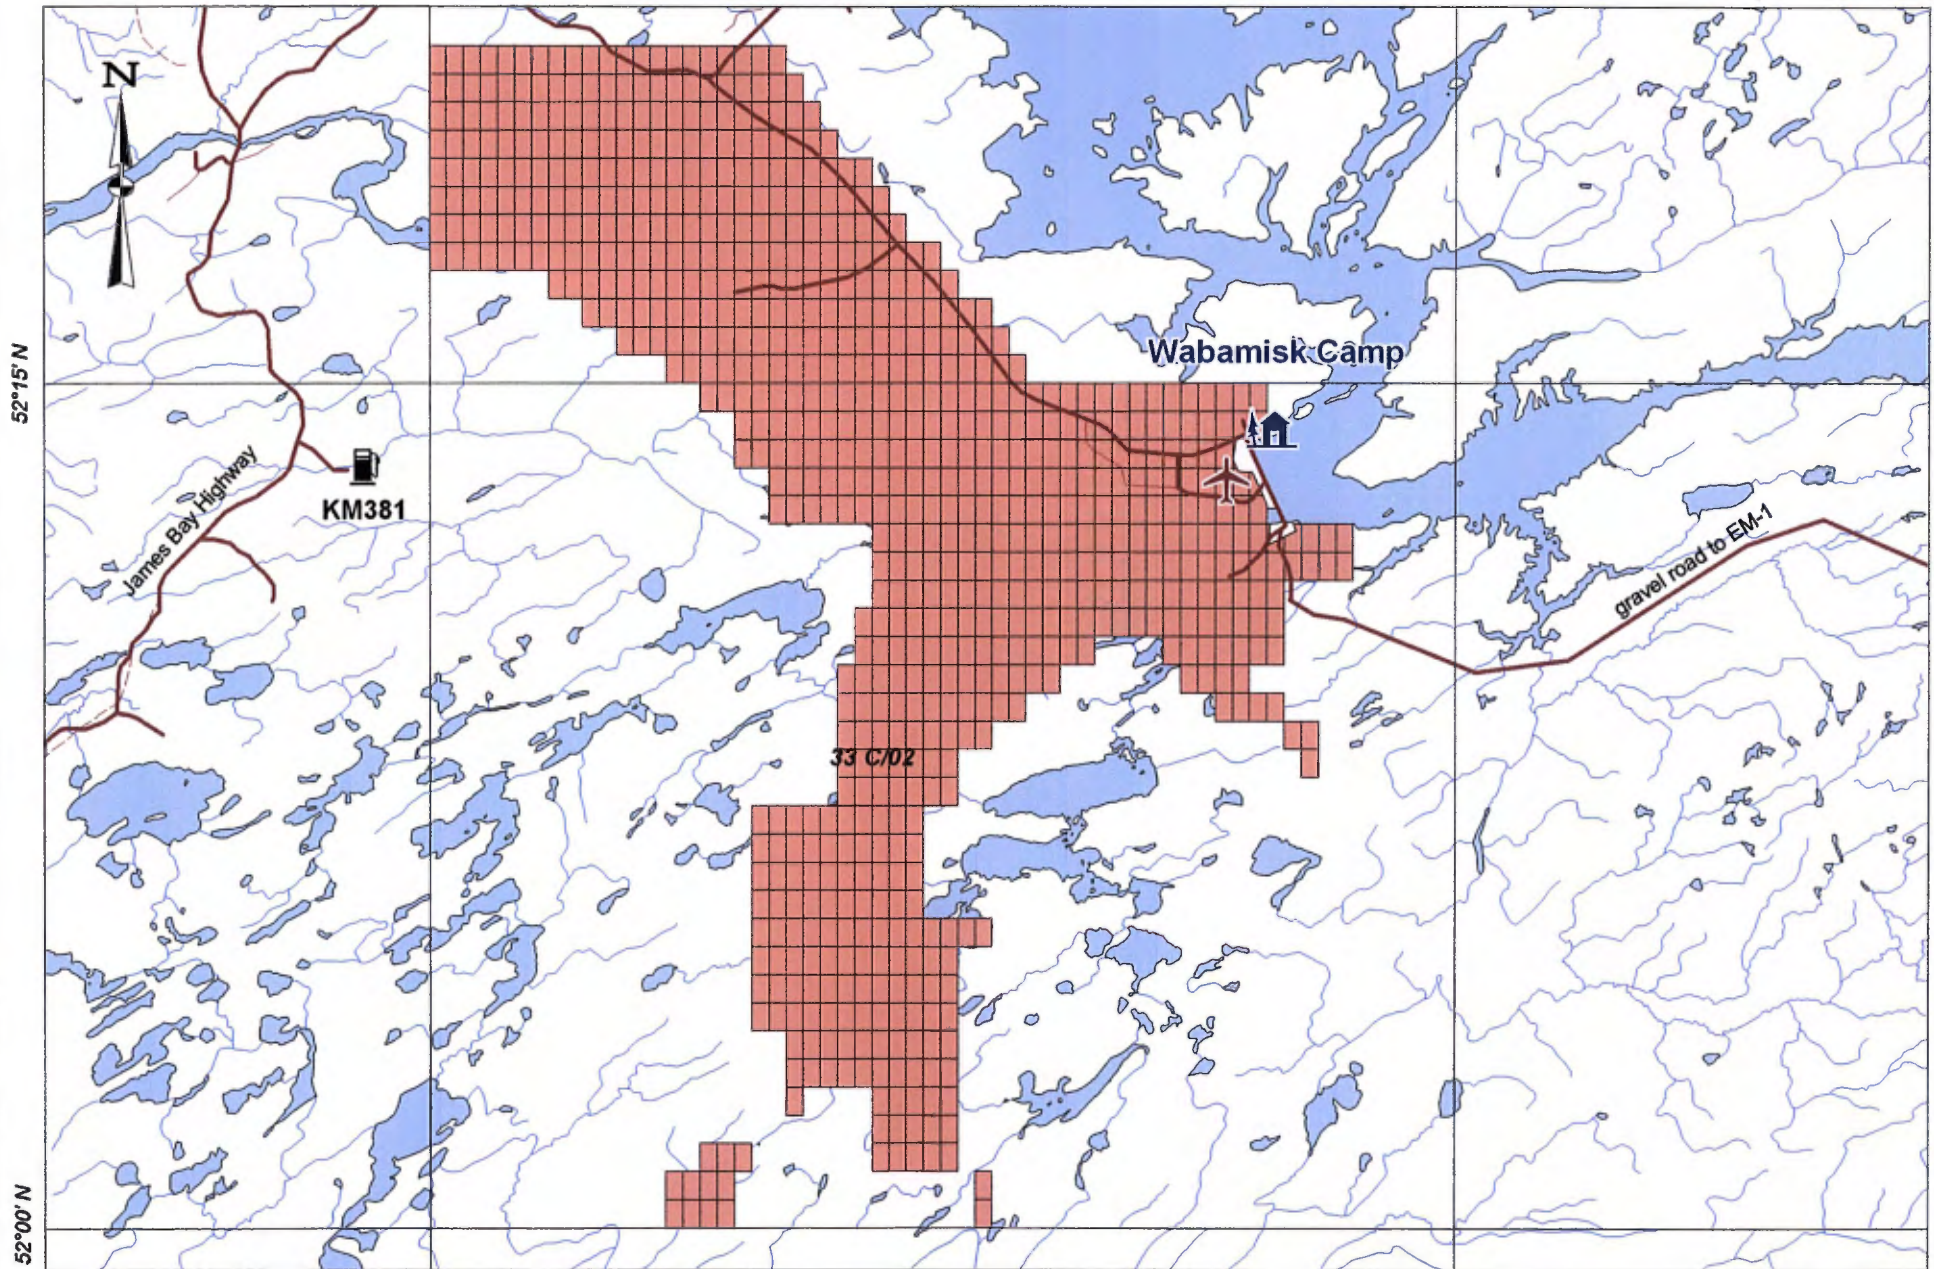 N
52°15' N
Wabamisk Camp
James Bay Highway
KM381
gravel road to EM-1
33 C/02
52°00' N